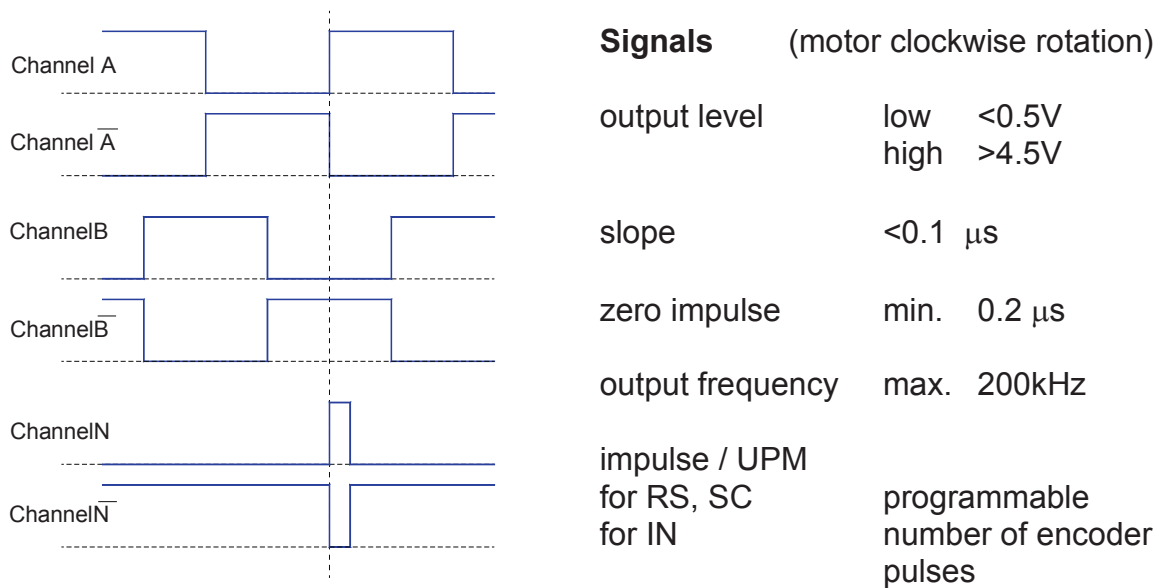 Channel A
Channel A̅
ChannelB
ChannelB̅
ChannelN
ChannelN̅
Signals (motor clockwise rotation)
output level low <0.5V
high >4.5V
slope <0.1 μs
zero impulse min. 0.2 μs
output frequency max. 200kHz
impulse / UPM
for RS, SC programmable
for IN number of encoder
pulses